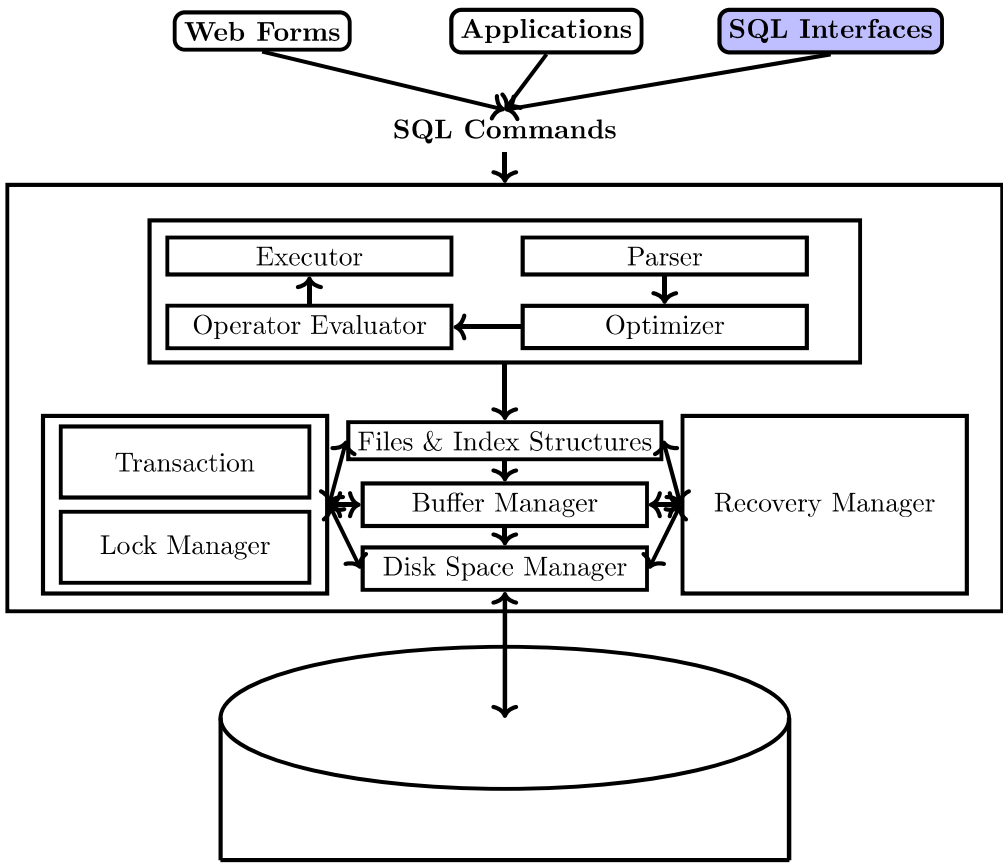 Web Forms
Applications
SQL Interfaces
SQL Commands
Executor
Parser
Operator Evaluator
Optimizer
Files & Index Structures
Transaction
Buffer Manager
Recovery Manager
Lock Manager
Disk Space Manager